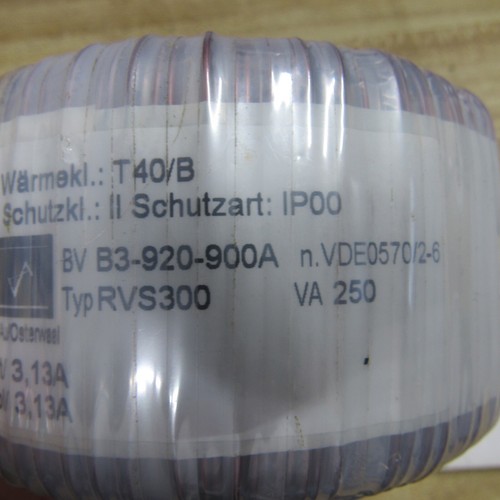 Wärmekl.: T40/B
Schutzkl.: II Schutzart: IP00
BV B3-920-900A n.VDE0570/2-6
Typ RVS300 VA 250
3,13A
3,13A